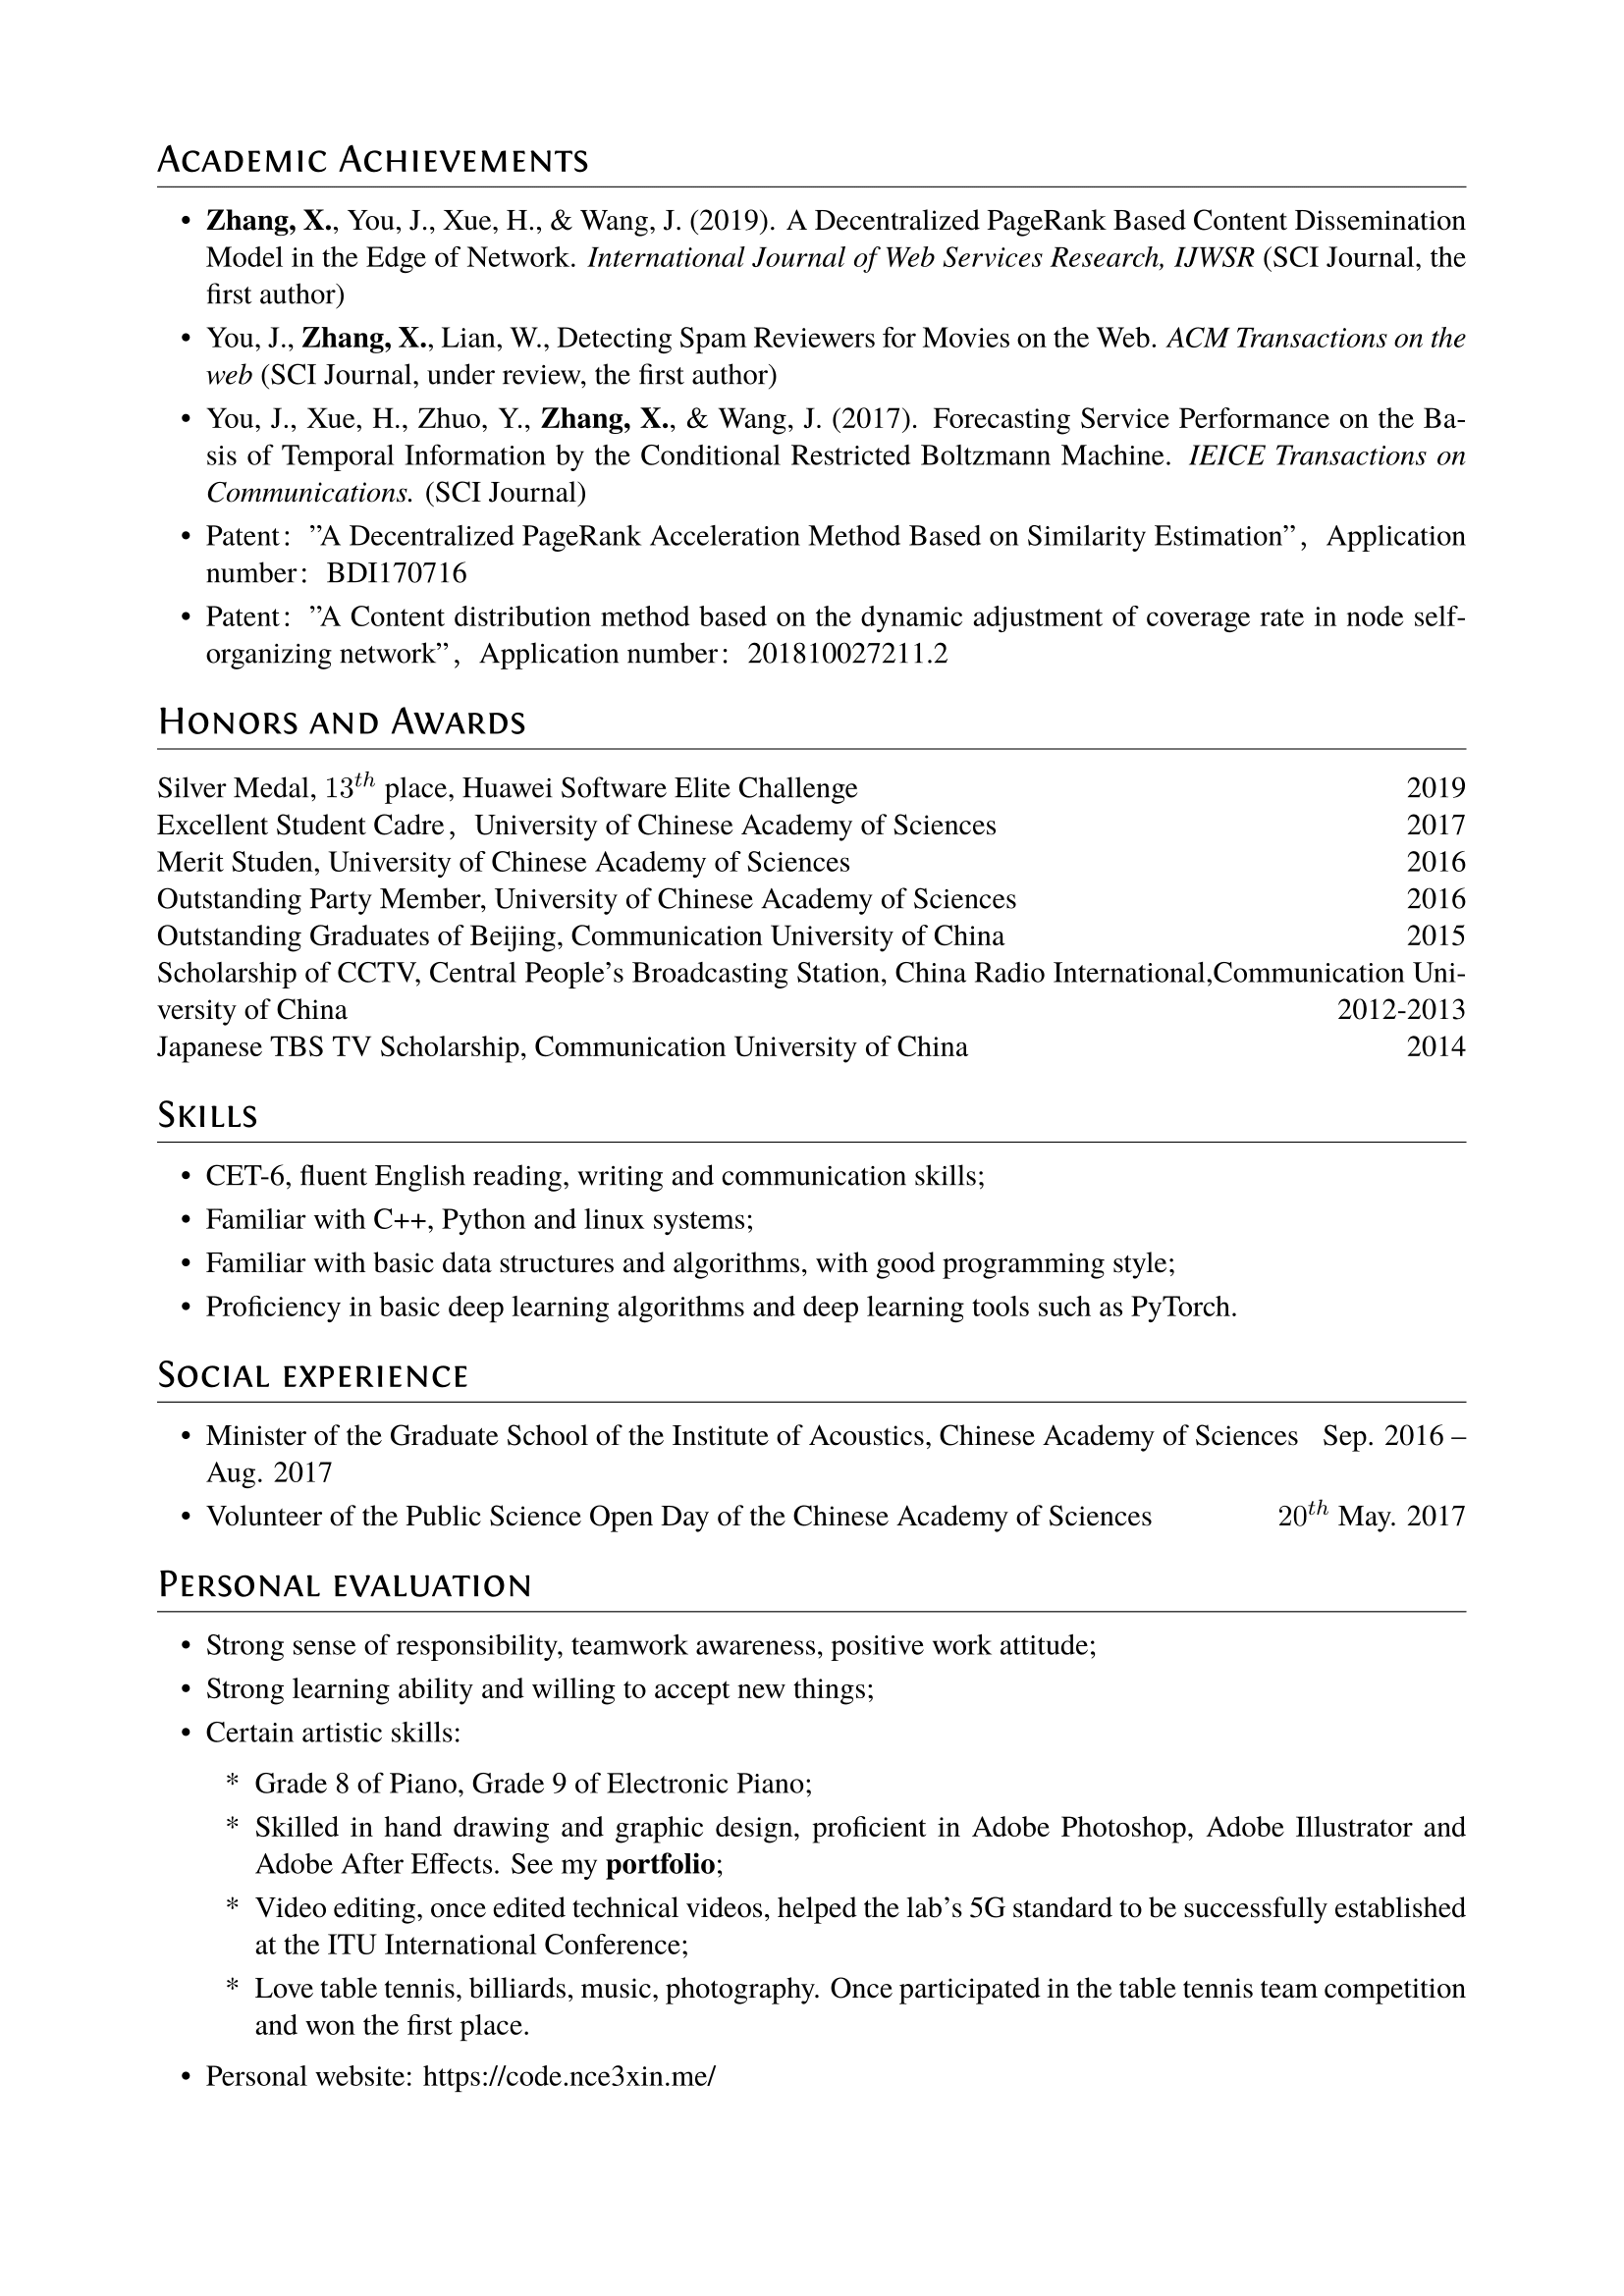 Academic Achievements
• Zhang, X., You, J., Xue, H., & Wang, J. (2019). A Decentralized PageRank Based Content Dissemination
Model in the Edge of Network. International Journal of Web Services Research, IJWSR (SCI Journal, the
first author)
• You, J., Zhang, X., Lian, W., Detecting Spam Reviewers for Movies on the Web. ACM Transactions on the
web (SCI Journal, under review, the first author)
• You, J., Xue, H., Zhuo, Y., Zhang, X., & Wang, J. (2017). Forecasting Service Performance on the Ba-
sis of Temporal Information by the Conditional Restricted Boltzmann Machine. IEICE Transactions on
Communications. (SCI Journal)
• Patent： ”A Decentralized PageRank Acceleration Method Based on Similarity Estimation”， Application
number： BDI170716
• Patent： ”A Content distribution method based on the dynamic adjustment of coverage rate in node self-
organizing network”， Application number： 201810027211.2
Honors and Awards
Silver Medal, 13th place, Huawei Software Elite Challenge 2019
Excellent Student Cadre， University of Chinese Academy of Sciences 2017
Merit Studen, University of Chinese Academy of Sciences 2016
Outstanding Party Member, University of Chinese Academy of Sciences 2016
Outstanding Graduates of Beijing, Communication University of China 2015
Scholarship of CCTV, Central People’s Broadcasting Station, China Radio International,Communication Uni-
versity of China 2012-2013
Japanese TBS TV Scholarship, Communication University of China 2014
Skills
• CET-6, fluent English reading, writing and communication skills;
• Familiar with C++, Python and linux systems;
• Familiar with basic data structures and algorithms, with good programming style;
• Proficiency in basic deep learning algorithms and deep learning tools such as PyTorch.
Social experience
• Minister of the Graduate School of the Institute of Acoustics, Chinese Academy of Sciences Sep. 2016 –
Aug. 2017
• Volunteer of the Public Science Open Day of the Chinese Academy of Sciences 20th May. 2017
Personal evaluation
• Strong sense of responsibility, teamwork awareness, positive work attitude;
• Strong learning ability and willing to accept new things;
• Certain artistic skills:
* Grade 8 of Piano, Grade 9 of Electronic Piano;
* Skilled in hand drawing and graphic design, proficient in Adobe Photoshop, Adobe Illustrator and
Adobe After Effects. See my portfolio;
* Video editing, once edited technical videos, helped the lab’s 5G standard to be successfully established
at the ITU International Conference;
* Love table tennis, billiards, music, photography. Once participated in the table tennis team competition
and won the first place.
• Personal website: https://code.nce3xin.me/